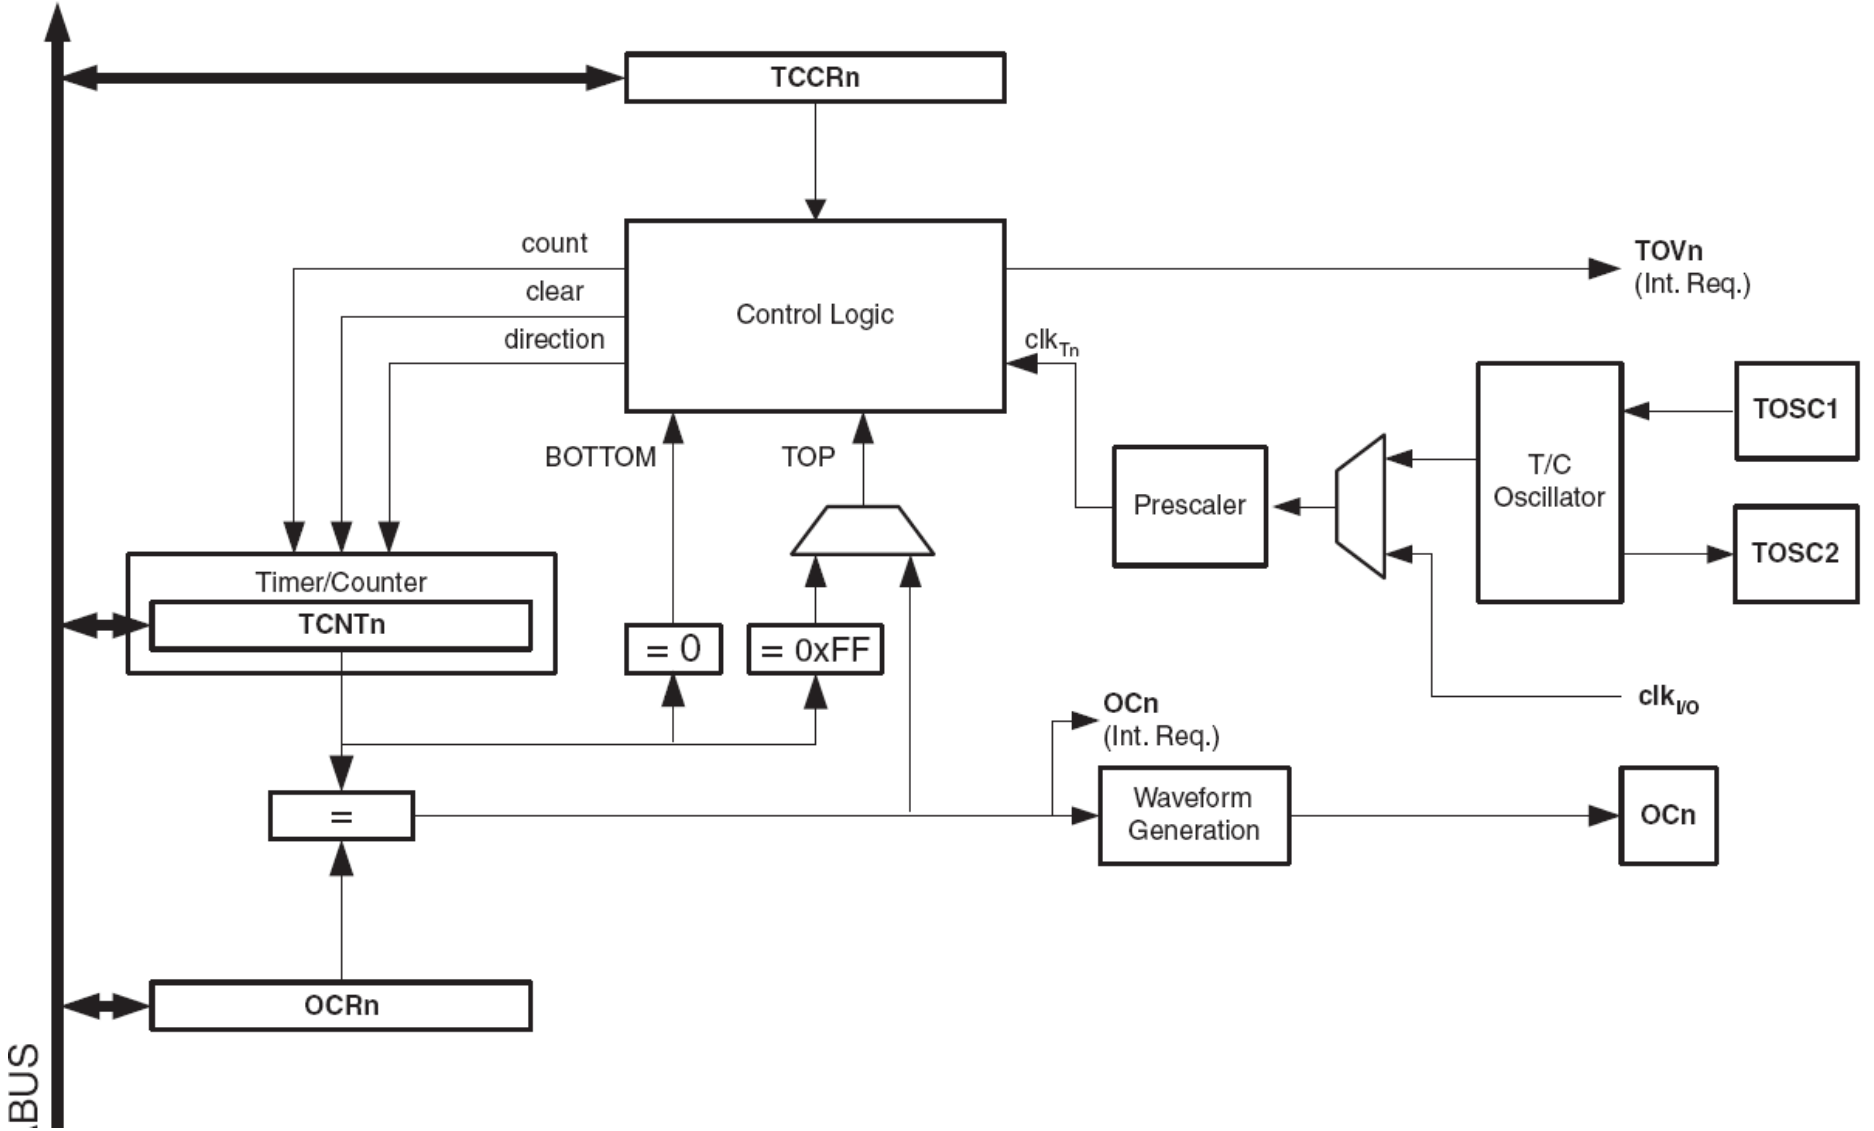 TCCRn
count
clear
direction
Control Logic
TOVn
(Int. Req.)
clkTn
BOTTOM
TOP
TOSC1
T/C
Oscillator
Prescaler
TOSC2
Timer/Counter
TCNTn
= 0
= 0xFF
OCn
(Int. Req.)
clkI/O
=
Waveform
Generation
OCn
OCRn